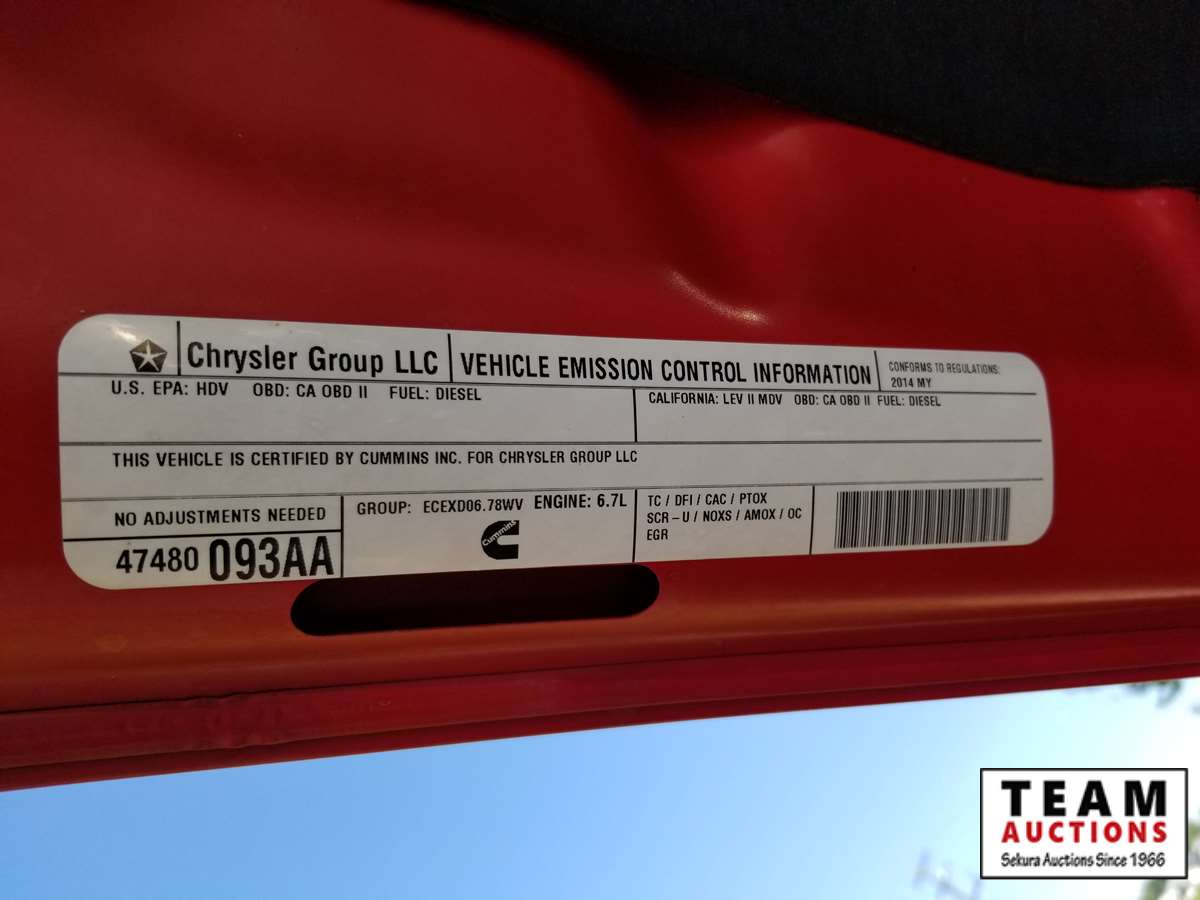 Chrysler Group LLC
VEHICLE EMISSION CONTROL INFORMATION
CONFORMS TO REGULATIONS:
2014 MY
U.S. EPA: HDV OBD: CA OBD II FUEL: DIESEL
CALIFORNIA: LEV II MDV OBD: CA OBD II FUEL: DIESEL
THIS VEHICLE IS CERTIFIED BY CUMMINS INC. FOR CHRYSLER GROUP LLC
NO ADJUSTMENTS NEEDED
47480 093AA
GROUP: ECEXD06.78WV ENGINE: 6.7L
Cummins
TC / DFI / CAC / PTOX
SCR – U / NOXS / AMOX / OC
EGR
TEAM
AUCTIONS
Sekura Auctions Since 1966